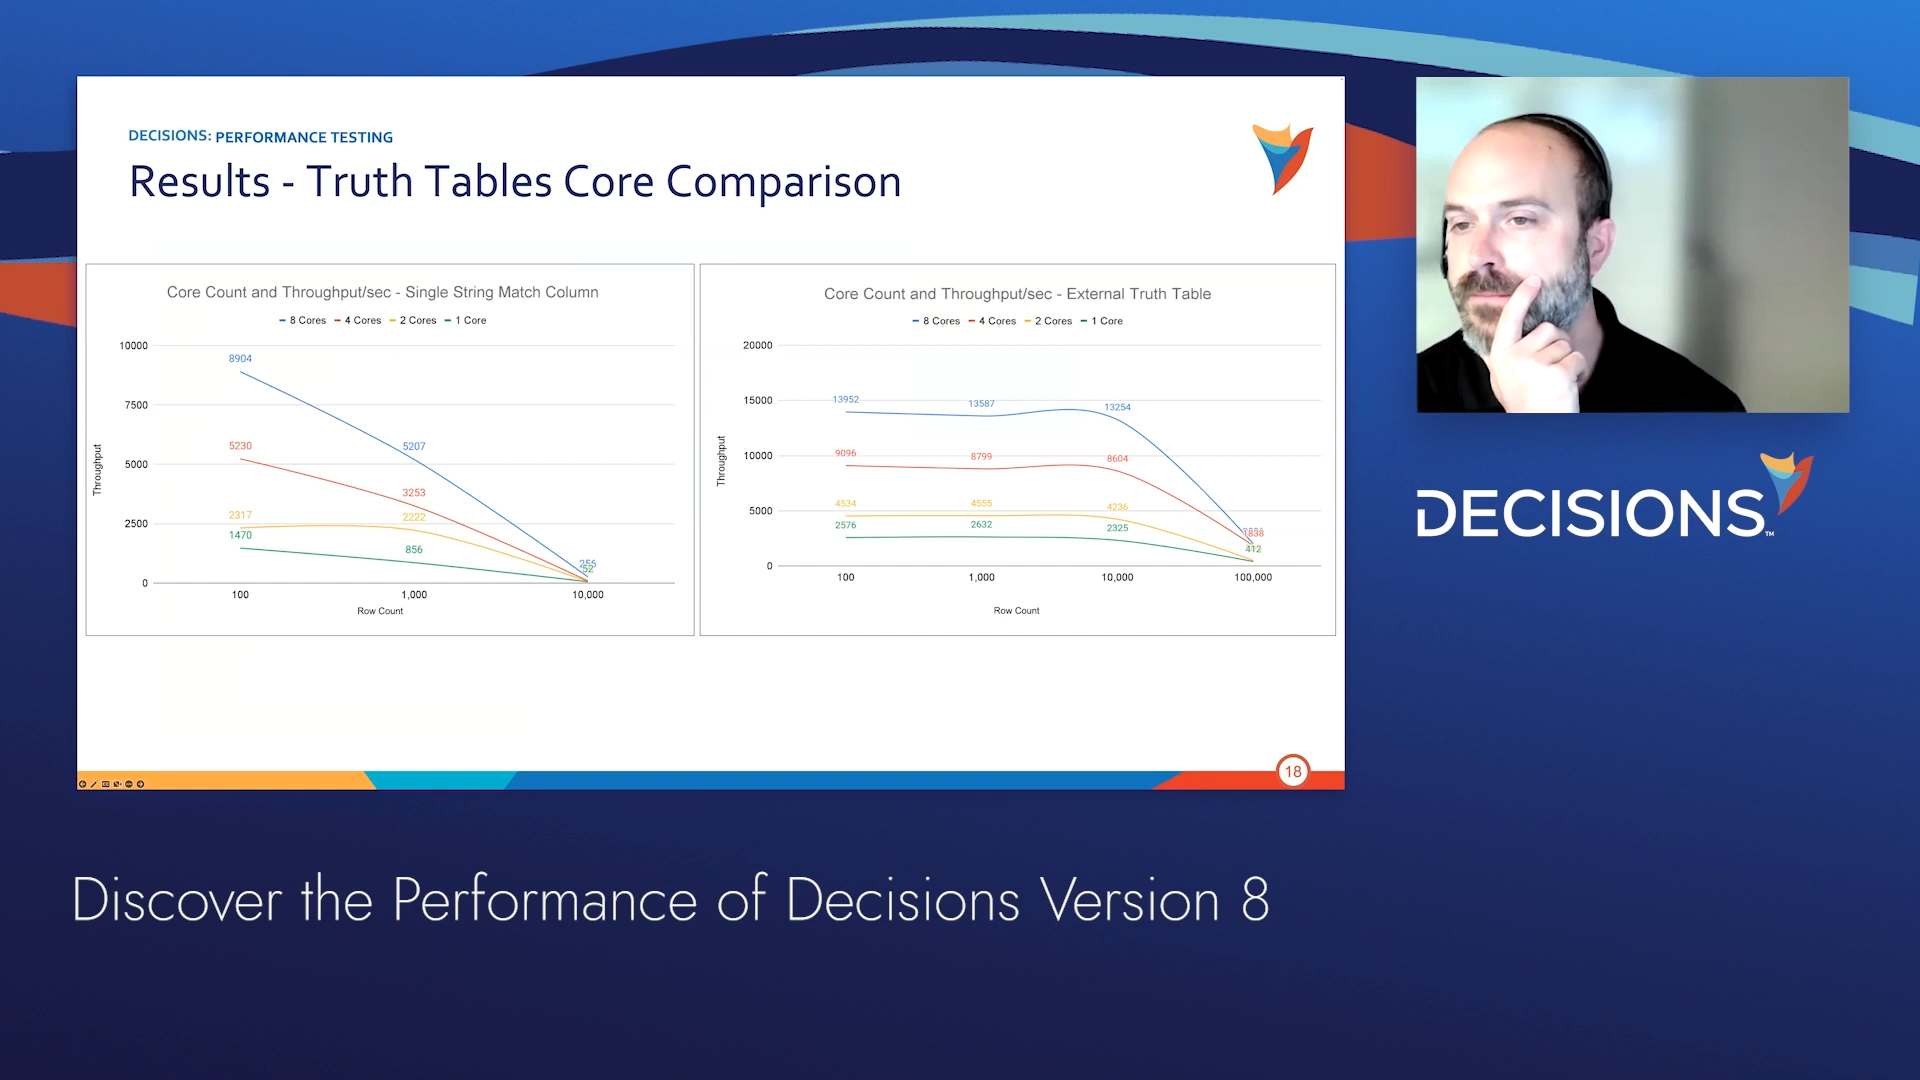 DECISIONS: PERFORMANCE TESTING
Results - Truth Tables Core Comparison
Core Count and Throughput/sec - Single String Match Column
8 Cores 4 Cores 2 Cores 1 Core
Throughput
10000
7500
5000
2500
0
8904
5230
2317
1470
5207
3253
2222
856
52
100 1,000 10,000
Row Count
Core Count and Throughput/sec - External Truth Table
8 Cores 4 Cores 2 Cores 1 Core
Throughput
20000
15000
10000
5000
0
13952 13587 13254
9096 8799 8604
4534 4555 4236
2576 2632 2325
412
100 1,000 10,000 100,000
Row Count
18
DECISIONS™
Discover the Performance of Decisions Version 8